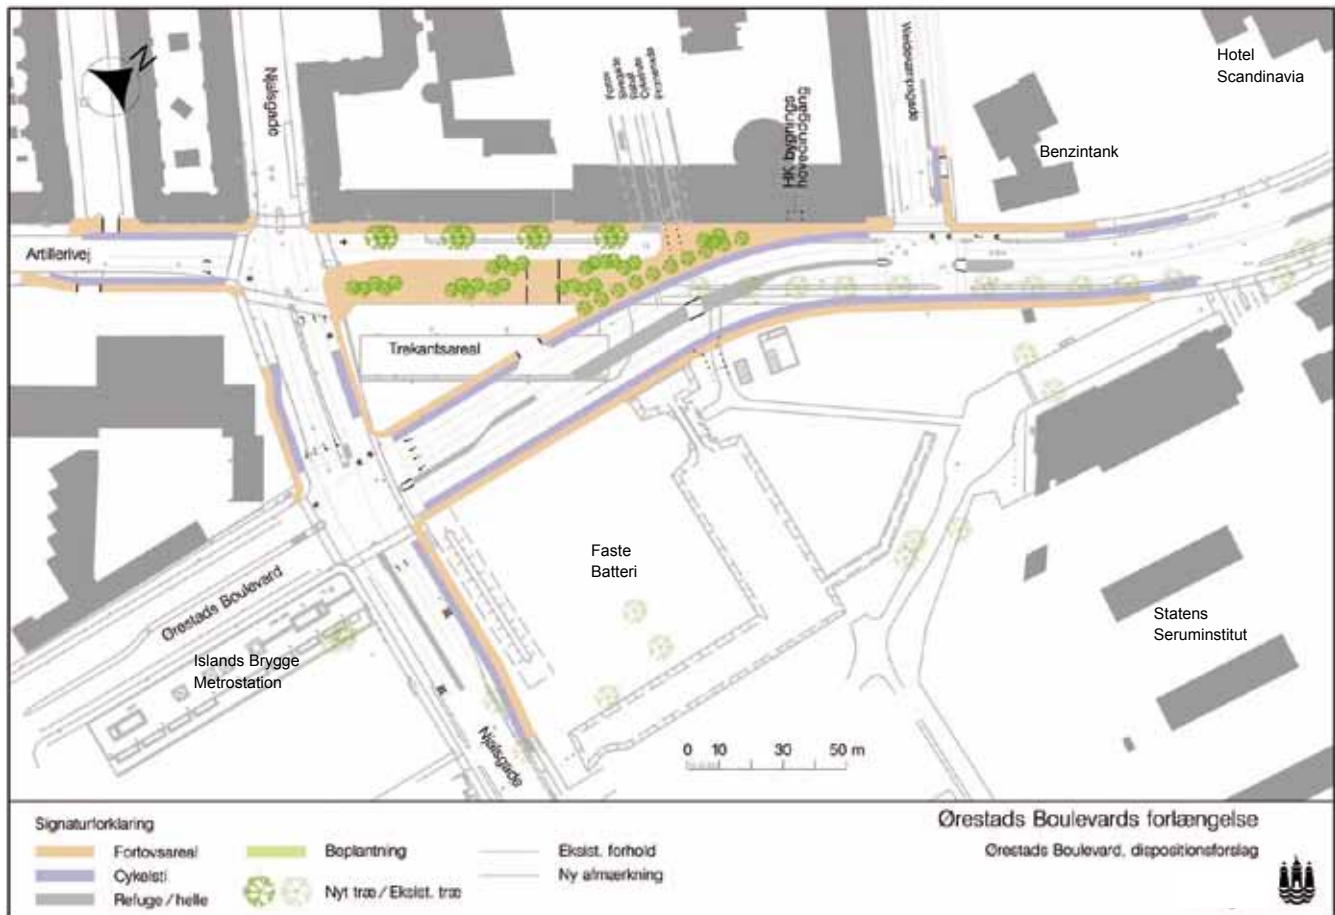 N
Njalsgade
Fortov
Cykelsti
HK bygnings
hovedindgang
Hotel
Scandinavia
Benzintank
Artillerivej
Trekantsareal
Faste
Batteri
Ørestads Boulevard
Islands Brygge
Metrostation
Statens
Seruminstitut
Njalsgade
0 10 30 50 m
Signaturforklaring
Fortovsareal
Cykelsti
Refuge / helle
Beplantning
Nyt træ / Eksist. træ
Eksist. forhold
Ny afmærkning
Ørestads Boulevards forlængelse
Ørestads Boulevard, dispositionsforslag